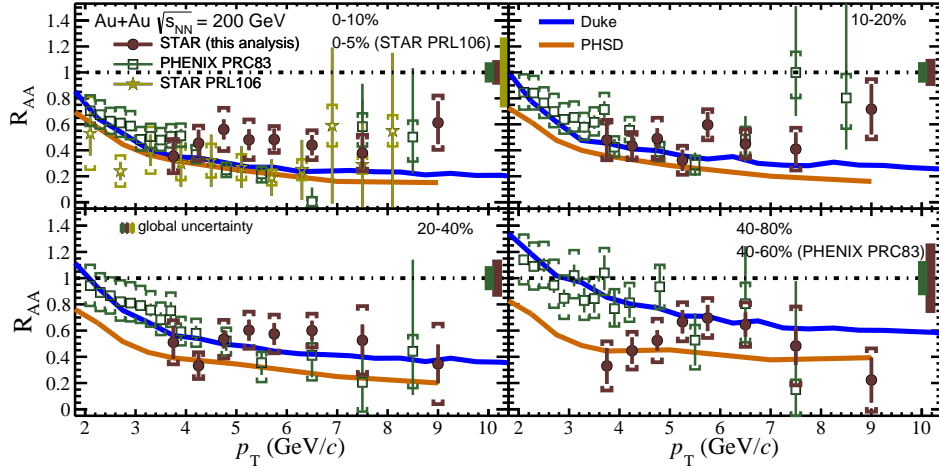 Au+Au √s_NN = 200 GeV 0-10%
STAR (this analysis) 0-5% (STAR PRL106)
PHENIX PRC83
STAR PRL106
Duke 10-20%
PHSD
R_AA
1.4
1.2
1
0.8
0.6
0.4
0.2
0
global uncertainty 20-40%
40-80%
40-60% (PHENIX PRC83)
R_AA
1.4
1.2
1
0.8
0.6
0.4
0.2
0
2 3 4 5 6 7 8 9 10
2 3 4 5 6 7 8 9 10
p_T (GeV/c)
p_T (GeV/c)